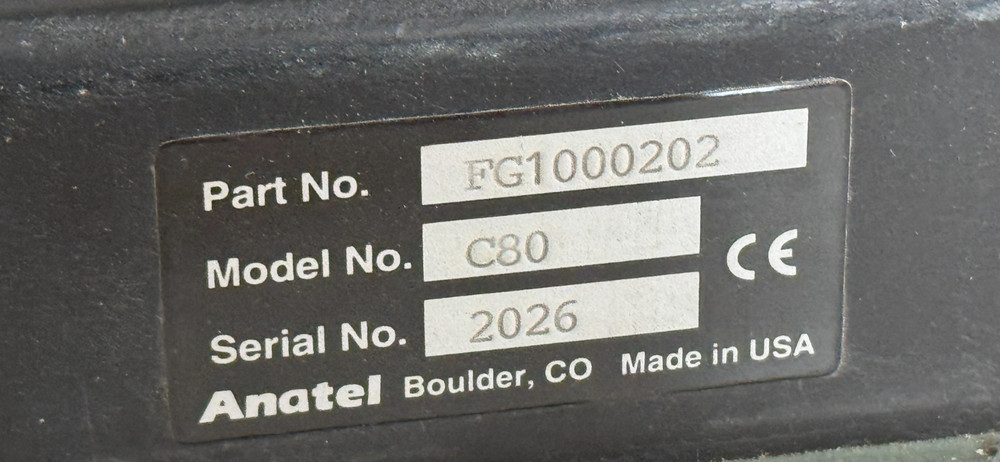 Part No. FG1000202
Model No. C80
CE
Serial No. 2026
Anatel Boulder, CO Made in USA